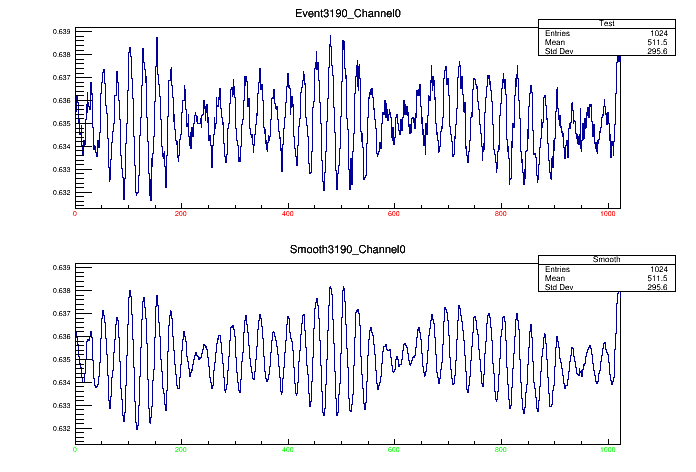 Event3190_Channel0
Test
Entries 1024
Mean 511.5
Std Dev 295.6
0.639
0.638
0.637
0.636
0.635
0.634
0.633
0.632
0 200 400 600 800 1000
Smooth3190_Channel0
Smooth
Entries 1024
Mean 511.5
Std Dev 295.6
0.639
0.638
0.637
0.636
0.635
0.634
0.633
0.632
0 200 400 600 800 1000